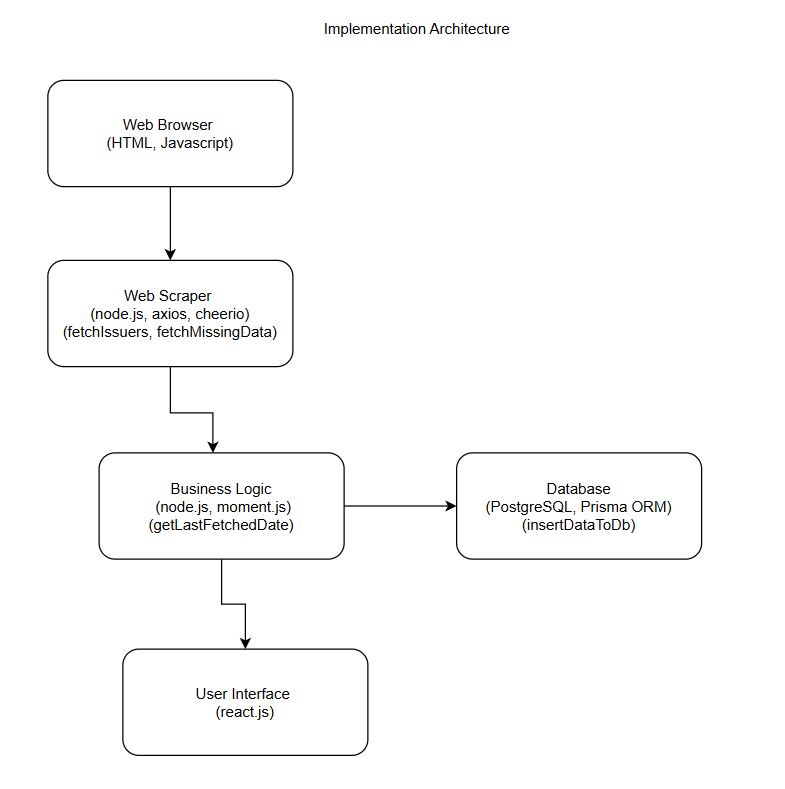 Implementation Architecture
Web Browser
(HTML, Javascript)
Web Scraper
(node.js, axios, cheerio)
(fetchIssuers, fetchMissingData)
Business Logic
(node.js, moment.js)
(getLastFetchedDate)
Database
(PostgreSQL, Prisma ORM)
(insertDataToDb)
User Interface
(react.js)